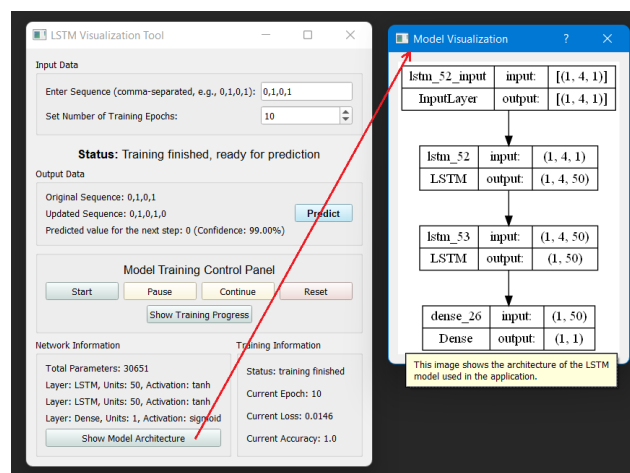 LSTM Visualization Tool
Input Data
Enter Sequence (comma-separated, e.g., 0,1,0): 0,1,0,1
Set Number of Training Epochs: 10
Status: Training finished, ready for prediction
Output Data
Original Sequence: 0,1,0,1
Updated Sequence: 0,1,0,1,0
Predict
Predicted value for the next step: 0 (Confidence: 99.00%)
Model Training Control Panel
Start Pause Continue Reset
Show Training Progress
Network Information
Total Parameters: 30651
Layer: LSTM, Units: 50, Activation: tanh
Layer: LSTM, Units: 50, Activation: tanh
Layer: Dense, Units: 1, Activation: sigmoid
Show Model Architecture
Training Information
Status: training finished
Current Epoch: 10
Current Loss: 0.0146
Current Accuracy: 1.0
Model Visualization ?
lstm_52_input input: [(1, 4, 1)]
InputLayer output: [(1, 4, 1)]
lstm_52 input: (1, 4, 1)
LSTM output: (1, 4, 50)
lstm_53 input: (1, 4, 50)
LSTM output: (1, 50)
dense_26 input: (1, 50)
Dense output: (1, 1)
This image shows the architecture of the LSTM
model used in the application.